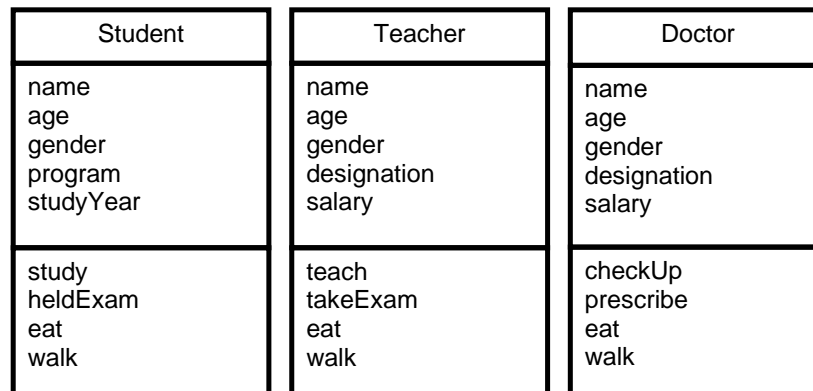 Student
name
age
gender
program
studyYear
study
heldExam
eat
walk
Teacher
name
age
gender
designation
salary
teach
takeExam
eat
walk
Doctor
name
age
gender
designation
salary
checkUp
prescribe
eat
walk